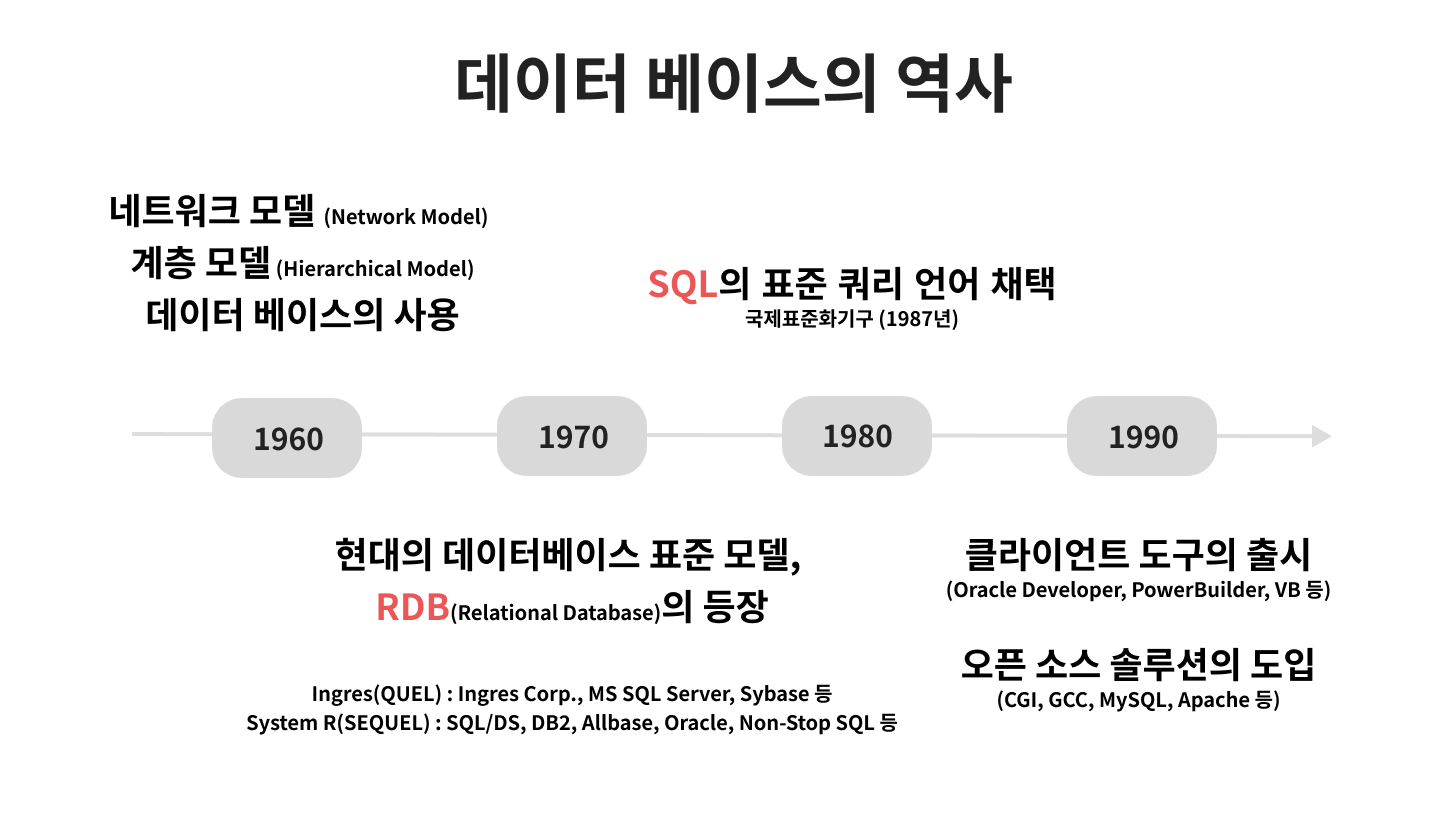 데이터 베이스의 역사
네트워크 모델 (Network Model)
계층 모델 (Hierarchical Model)
데이터 베이스의 사용
SQL의 표준 쿼리 언어 채택
국제표준화기구 (1987년)
1960
1970
1980
1990
현대의 데이터베이스 표준 모델,
RDB(Relational Database)의 등장
Ingres(QUEL) : Ingres Corp., MS SQL Server, Sybase 등
System R(SEQUEL) : SQL/DS, DB2, Allbase, Oracle, Non-Stop SQL 등
클라이언트 도구의 출시
(Oracle Developer, PowerBuilder, VB 등)
오픈 소스 솔루션의 도입
(CGI, GCC, MySQL, Apache 등)